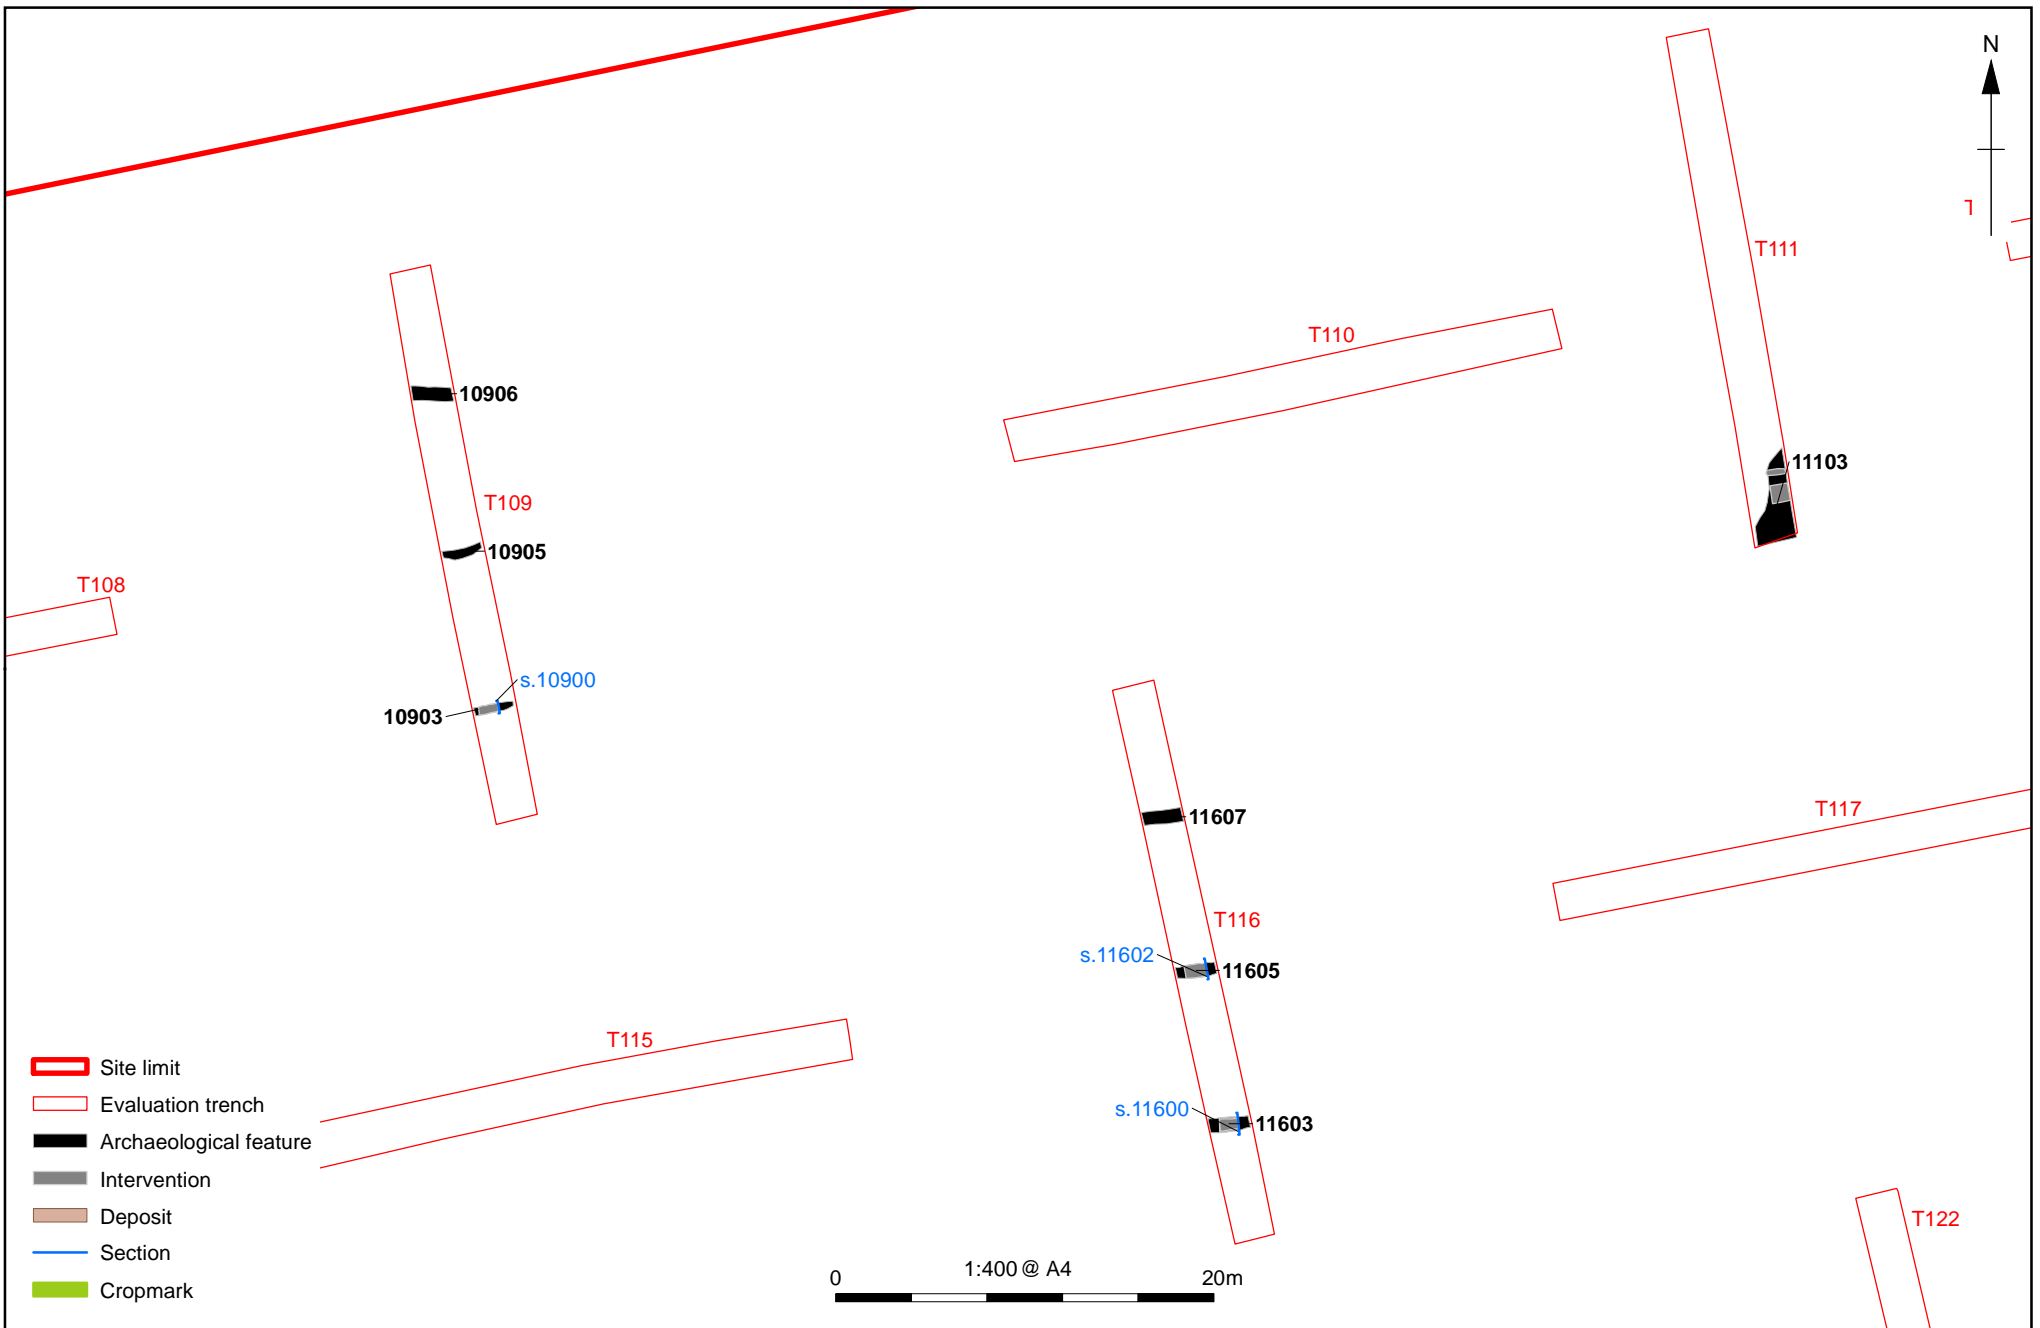 N
T
T111
T110
10906
11103
T109
10905
T108
s.10900
10903
T117
11607
T116
s.11602
11605
T115
s.11600
11603
T122
Site limit
Evaluation trench
Archaeological feature
Intervention
Deposit
Section
Cropmark
1:400 @ A4
0 20m